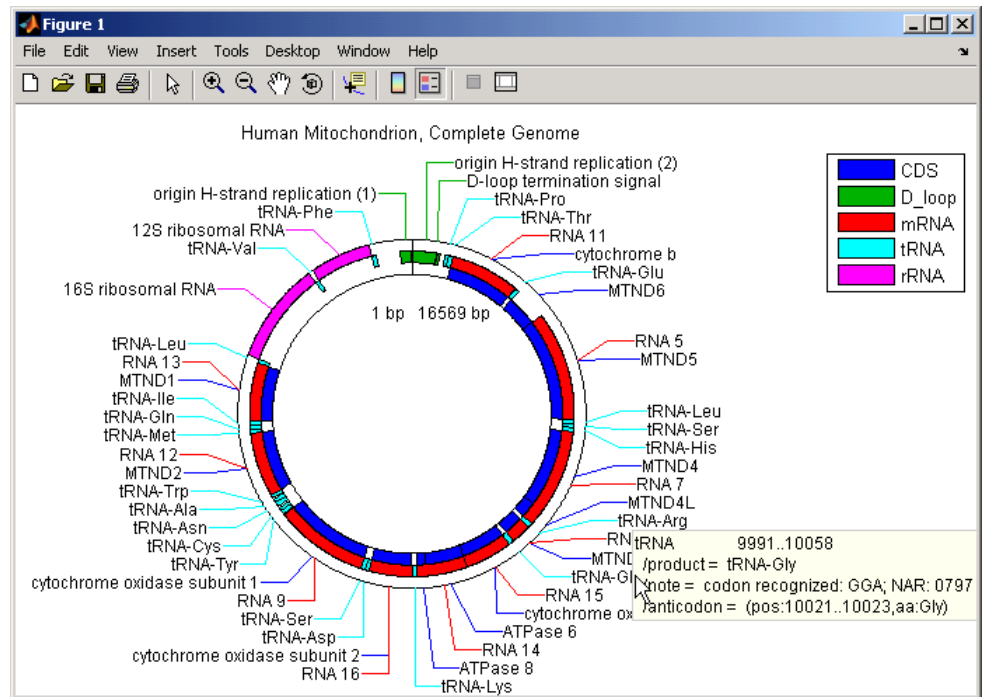 Figure 1
File Edit View Insert Tools Desktop Window Help
Human Mitochondrion, Complete Genome
origin H-strand replication (2)
D-loop termination signal
origin H-strand replication (1)
tRNA-Pro
tRNA-Phe
tRNA-Thr
12S ribosomal RNA
RNA 11
tRNA-Val
cytochrome b
tRNA-Glu
16S ribosomal RNA
MTND6
1 bp 16569 bp
CDS
D_loop
mRNA
tRNA
rRNA
RNA 5
MTND5
tRNA-Leu
RNA 13
MTND1
tRNA-Ile
tRNA-Gln
tRNA-Met
RNA 12
MTND2
tRNA-Trp
tRNA-Ala
tRNA-Asn
tRNA-Cys
tRNA-Tyr
cytochrome oxidase subunit 1
RNA 9
tRNA-Ser
tRNA-Asp
cytochrome oxidase subunit 2
RNA 16
tRNA-Leu
tRNA-Ser
tRNA-His
MTND4
RNA 7
MTND4L
tRNA-Arg
RN
MTND
tRNA-Gl
RNA 15
cytochrome ox
ATPase 6
RNA 14
ATPase 8
tRNA-Lys
tRNA 9991..10058
/product = tRNA-Gly
/note = codon recognized: GGA; NAR: 0797
/anticodon = (pos:10021..10023,aa:Gly)